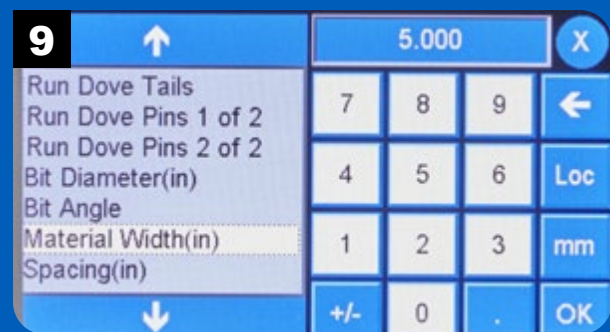 9
5.000
X
Run Dove Tails
Run Dove Pins 1 of 2
Run Dove Pins 2 of 2
Bit Diameter(in)
Bit Angle
Material Width(in)
Spacing(in)
7 8 9
4 5 6 Loc
1 2 3 mm
+/- 0 . OK